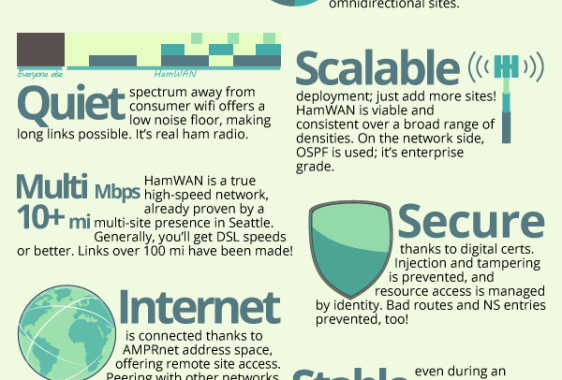 omnidirectional sites.
Everyone else
HamWAN
Quiet spectrum away from
consumer wifi offers a
low noise floor, making
long links possible. It's real ham radio.
Scalable
deployment; just add more sites!
HamWAN is viable and
consistent over a broad range of
densities. On the network side,
OSPF is used; it's enterprise
grade.
Multi Mbps
10+ mi
HamWAN is a true
high-speed network,
already proven by a
multi-site presence in Seattle.
Generally, you'll get DSL speeds
or better. Links over 100 mi have been made!
Secure
thanks to digital certs.
Injection and tampering
is prevented, and
resource access is managed
by identity. Bad routes and NS entries
prevented, too!
Internet
is connected thanks to
AMPRnet address space,
offering remote site access.
Peering with other networks
Stable even during an